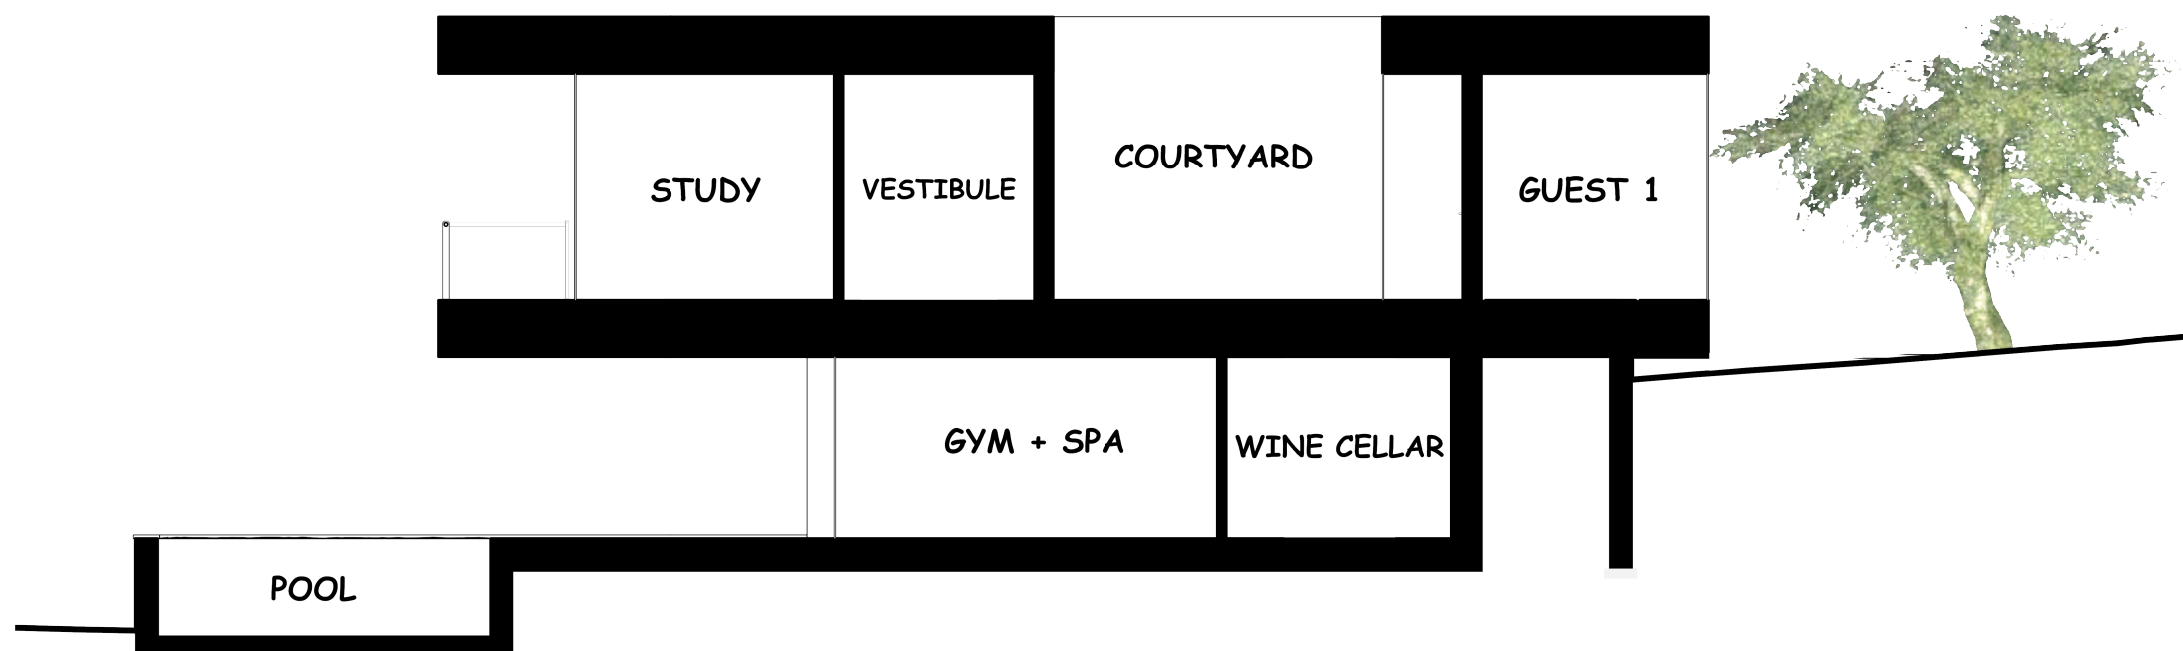 COURTYARD
STUDY
VESTIBULE
GUEST 1
GYM + SPA
WINE CELLAR
POOL